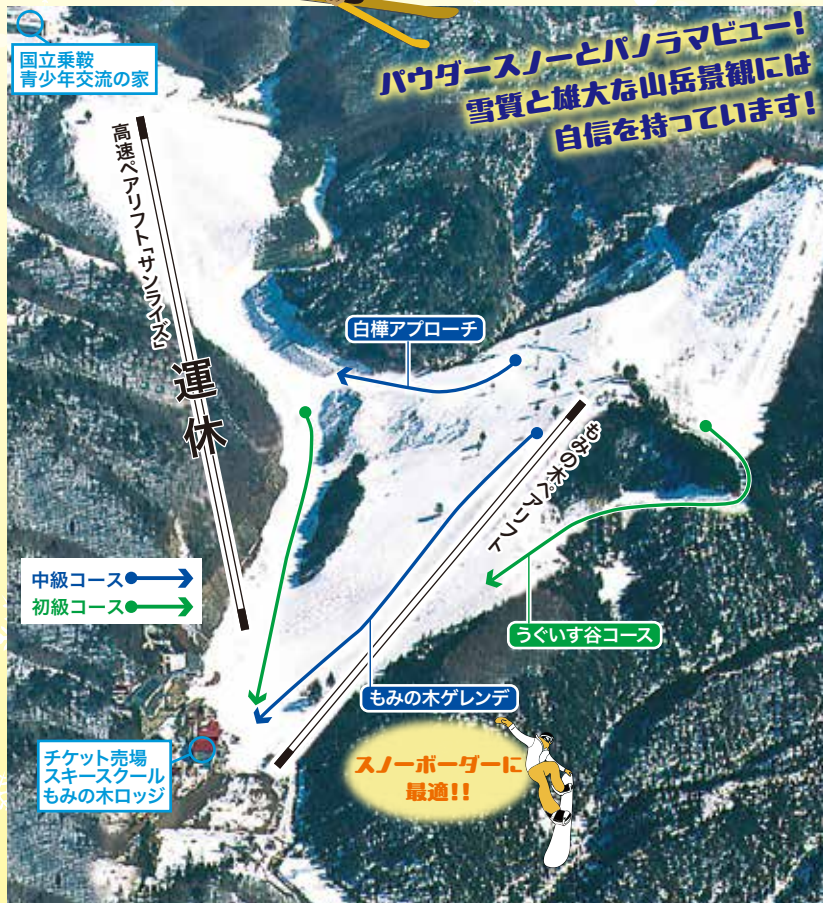 国立乗鞍
青少年交流の家
パウダースノーとパノラマビュー!
雪質と雄大な山岳景観には
自信を持っています!
高速ペアリフト「サンライズ」
運休
白樺アプローチ
もみの木ペアリフト
中級コース
初級コース
うぐいす谷コース
もみの木ゲレンデ
チケット売場
スキースクール
もみの木ロッジ
スノーボーダーに
最適!!